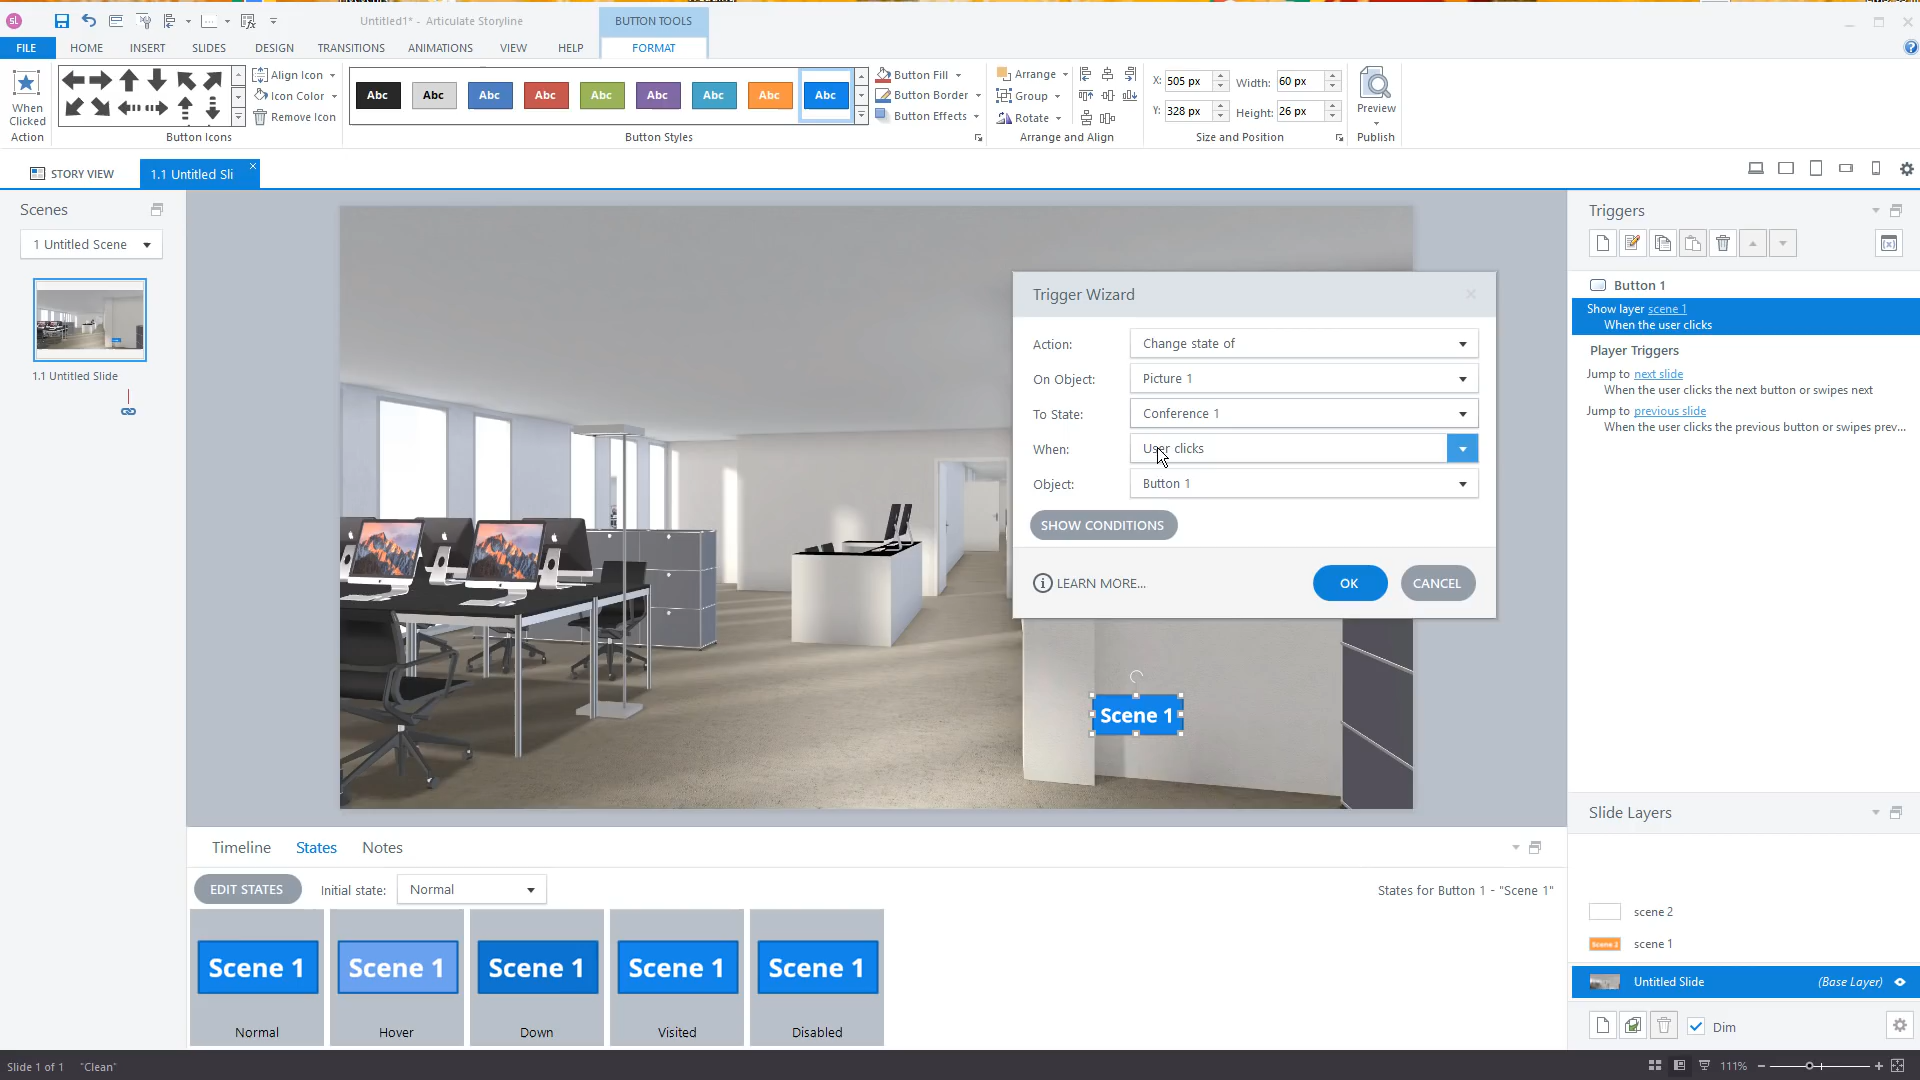 Untitled1* - Articulate Storyline
BUTTON TOOLS
FILE
HOME
INSERT
SLIDES
DESIGN
TRANSITIONS
ANIMATIONS
VIEW
HELP
FORMAT
When
Clicked
Action
Align Icon
Icon Color
Remove Icon
Button Icons
Abc
Abc
Abc
Abc
Abc
Abc
Abc
Abc
Abc
Button Styles
Button Fill
Button Border
Button Effects
Arrange
Group
Rotate
Arrange and Align
X: 505 px
Width: 60 px
Y: 328 px
Height: 26 px
Size and Position
Preview
Publish
STORY VIEW
1.1 Untitled Sli
Scenes
1 Untitled Scene
1.1 Untitled Slide
Trigger Wizard
Action: Change state of
On Object: Picture 1
To State: Conference 1
When: User clicks
Object: Button 1
SHOW CONDITIONS
LEARN MORE...
OK
CANCEL
Scene 1
Triggers
Button 1
Show layer scene 1
When the user clicks
Player Triggers
Jump to next slide
When the user clicks the next button or swipes next
Jump to previous slide
When the user clicks the previous button or swipes prev...
Slide Layers
scene 2
Scene 2
scene 1
Untitled Slide
(Base Layer)
Dim
Timeline
States
Notes
EDIT STATES
Initial state: Normal
States for Button 1 - "Scene 1"
Scene 1
Scene 1
Scene 1
Scene 1
Scene 1
Normal
Hover
Down
Visited
Disabled
Slide 1 of 1
"Clean"
111%